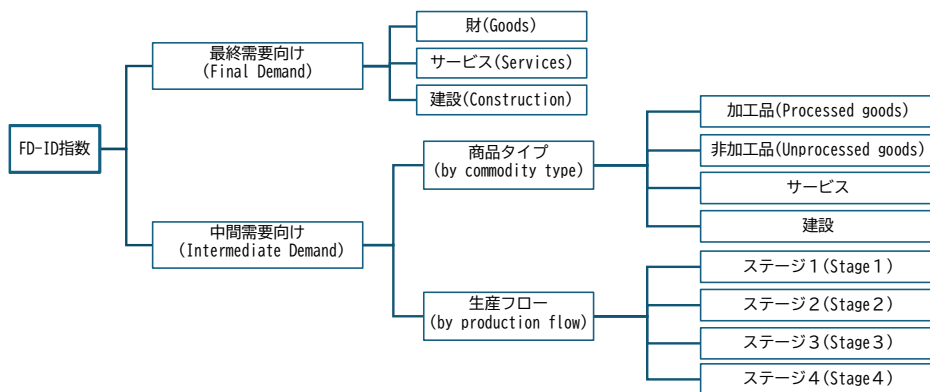 FD-ID指数
最終需要向け
(Final Demand)
財(Goods)
サービス(Services)
建設(Construction)
中間需要向け
(Intermediate Demand)
商品タイプ
(by commodity type)
加工品(Processed goods)
非加工品(Unprocessed goods)
サービス
建設
生産フロー
(by production flow)
ステージ１(Stage１)
ステージ２(Stage２)
ステージ３(Stage３)
ステージ４(Stage４)